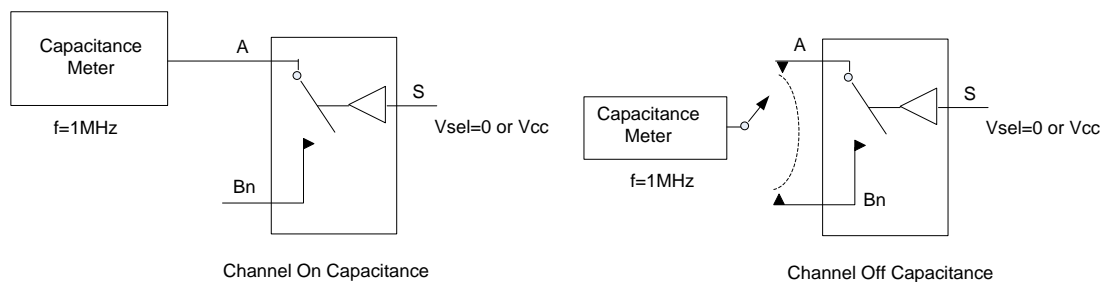 Capacitance
Meter
f=1MHz
A
S
Vsel=0 or Vcc
Bn
Channel On Capacitance
Capacitance
Meter
f=1MHz
A
S
Vsel=0 or Vcc
Bn
Channel Off Capacitance